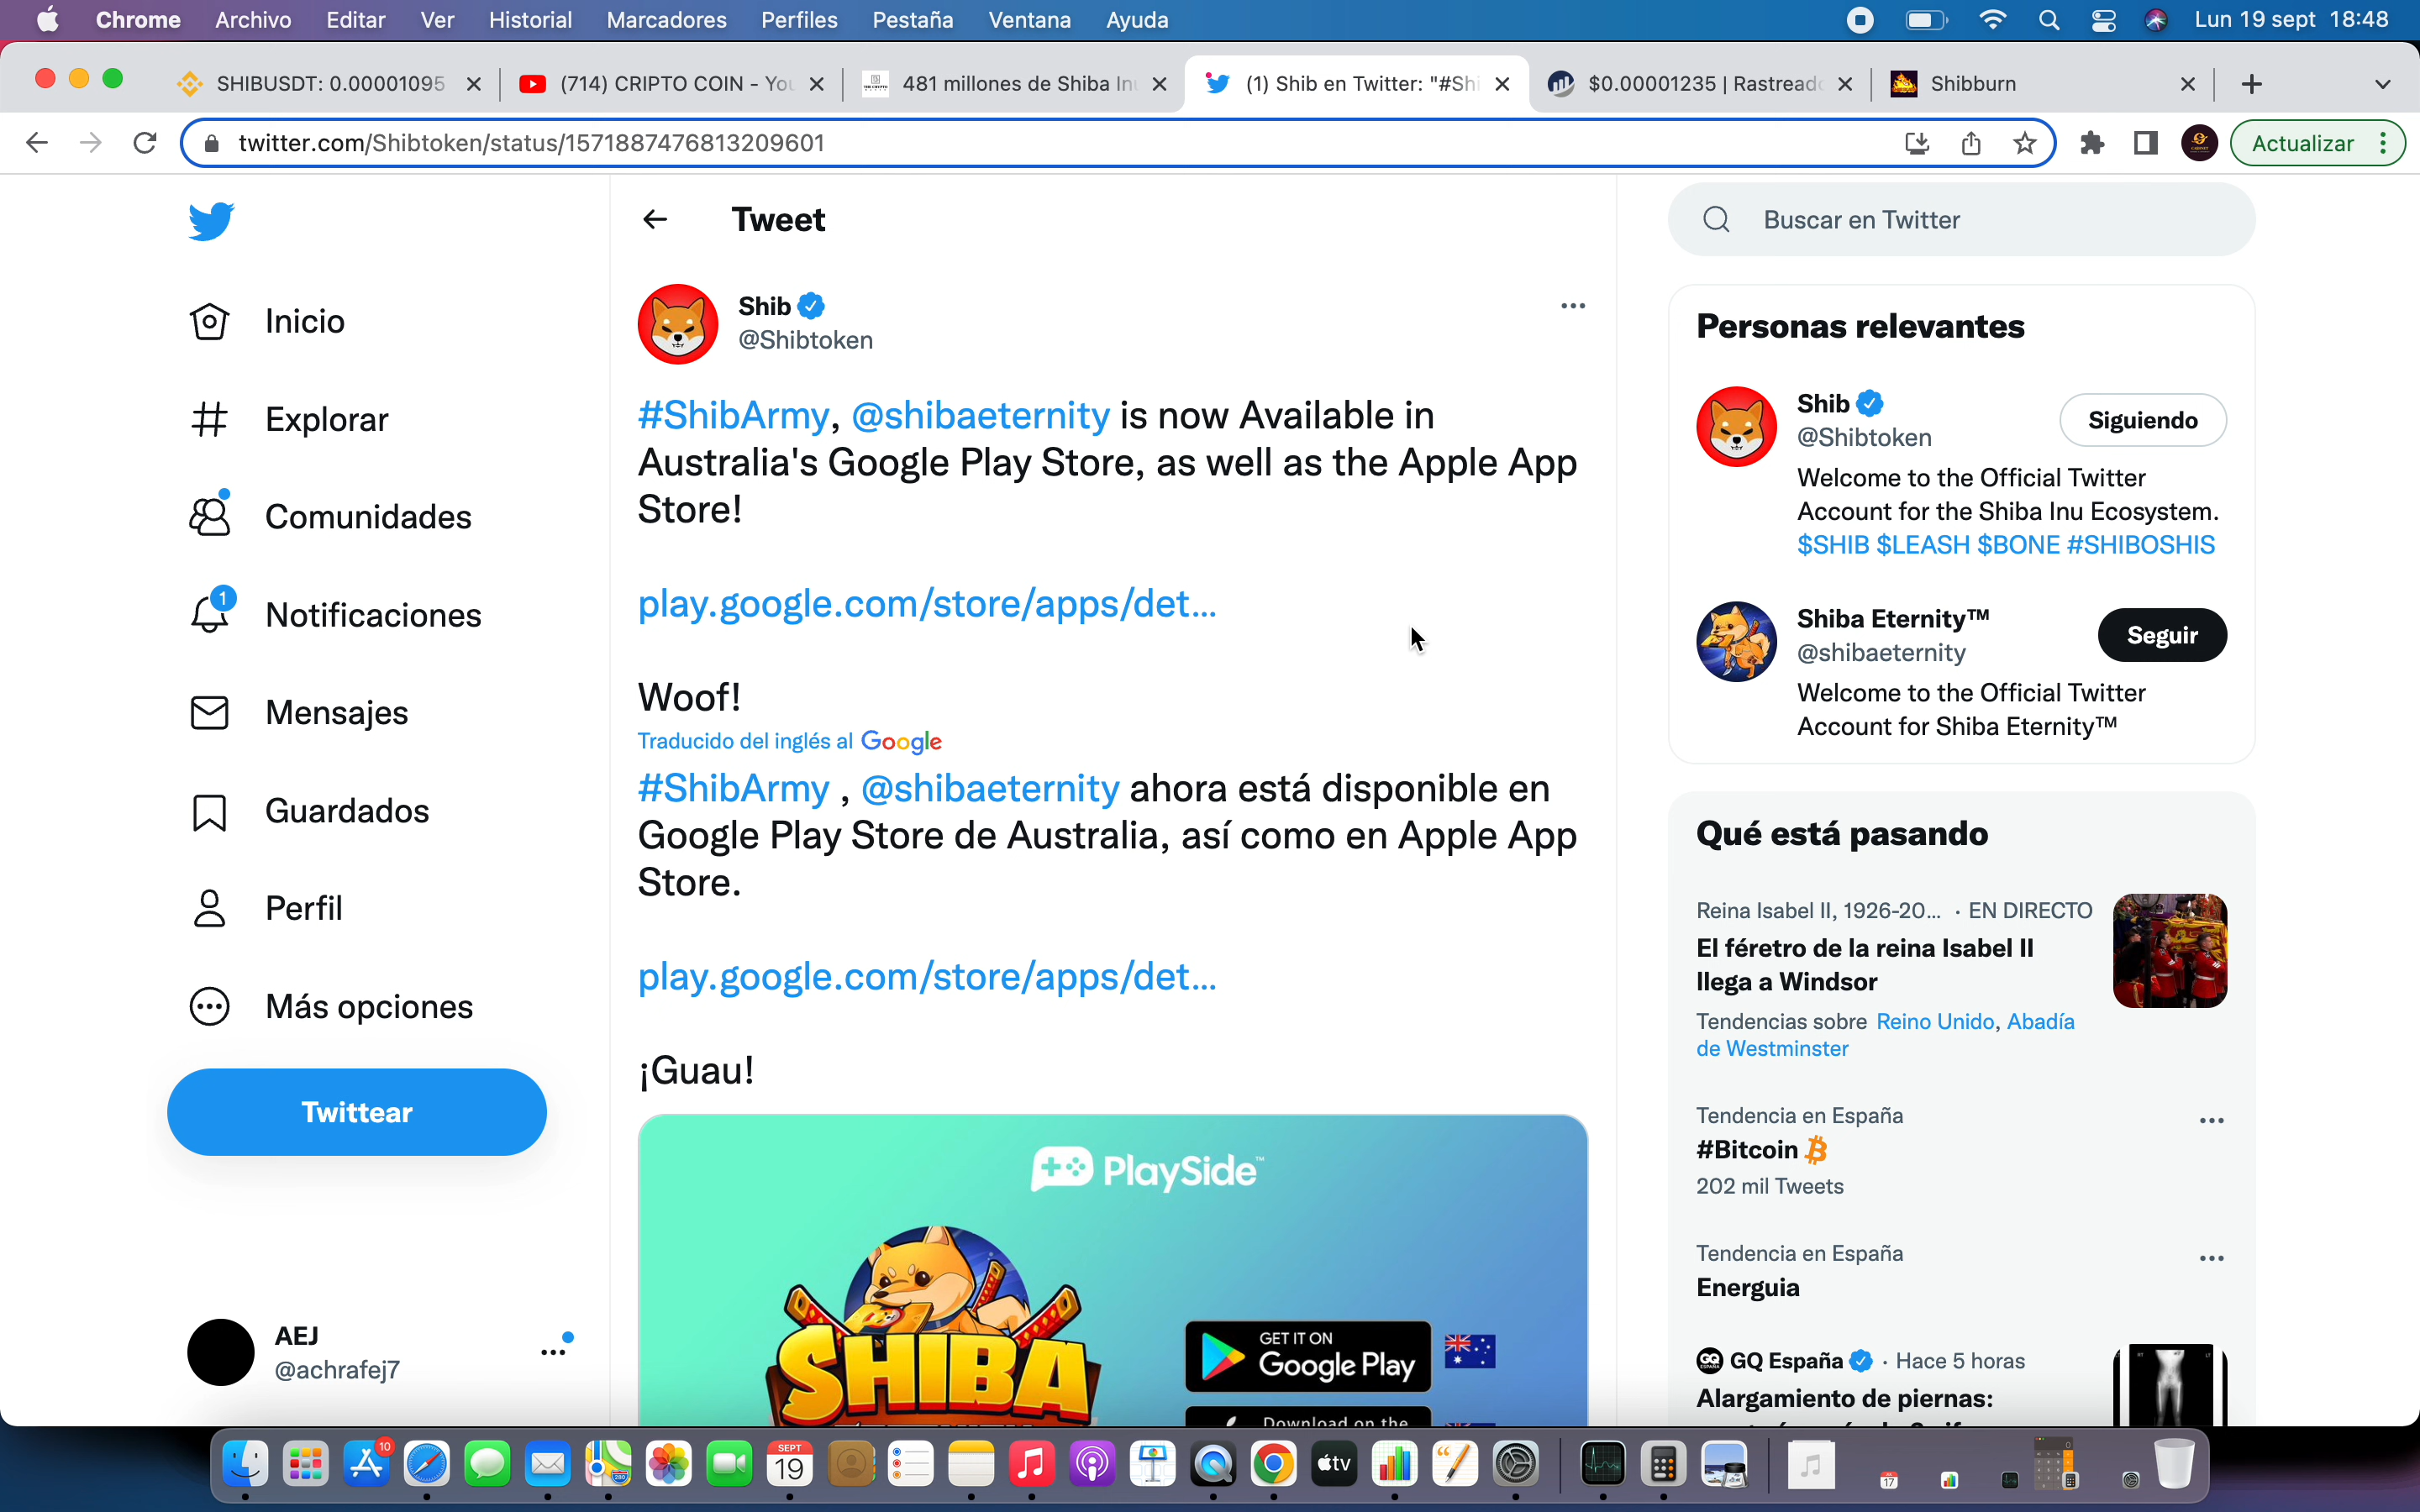 Chrome Archivo Editar Ver Historial Marcadores Perfiles Pestaña Ventana Ayuda Lun 19 sept 18:48
SHIBUSDT: 0.00001095 (714) CRIPTO COIN - You 481 millones de Shiba In (1) Shib en Twitter: "#Shi $0.00001235 | Rastread Shibburn
twitter.com/Shibtoken/status/1571887476813209601 Actualizar
Tweet
Buscar en Twitter
Inicio
Explorar
Comunidades
1
Notificaciones
Mensajes
Guardados
Perfil
Más opciones
Twittear
AEJ
@achrafej7
Shib
@Shibtoken
#ShibArmy, @shibaeternity is now Available in
Australia's Google Play Store, as well as the Apple App
Store!
play.google.com/store/apps/det...
Woof!
Traducido del inglés al Google
#ShibArmy , @shibaeternity ahora está disponible en
Google Play Store de Australia, así como en Apple App
Store.
play.google.com/store/apps/det...
¡Guau!
PlaySide™
SHIBA
GET IT ON
Google Play
Download on the
Personas relevantes
Shib
@Shibtoken
Siguiendo
Welcome to the Official Twitter
Account for the Shiba Inu Ecosystem.
$SHIB $LEASH $BONE #SHIBOSHIS
Shiba Eternity™
@shibaeternity
Seguir
Welcome to the Official Twitter
Account for Shiba Eternity™
Qué está pasando
Reina Isabel II, 1926-20... · EN DIRECTO
El féretro de la reina Isabel II
llega a Windsor
Tendencias sobre Reino Unido, Abadía
de Westminster
Tendencia en España
#Bitcoin
202 mil Tweets
Tendencia en España
Energuia
GQ España · Hace 5 horas
Alargamiento de piernas:
10
SEPT
19
tv
17